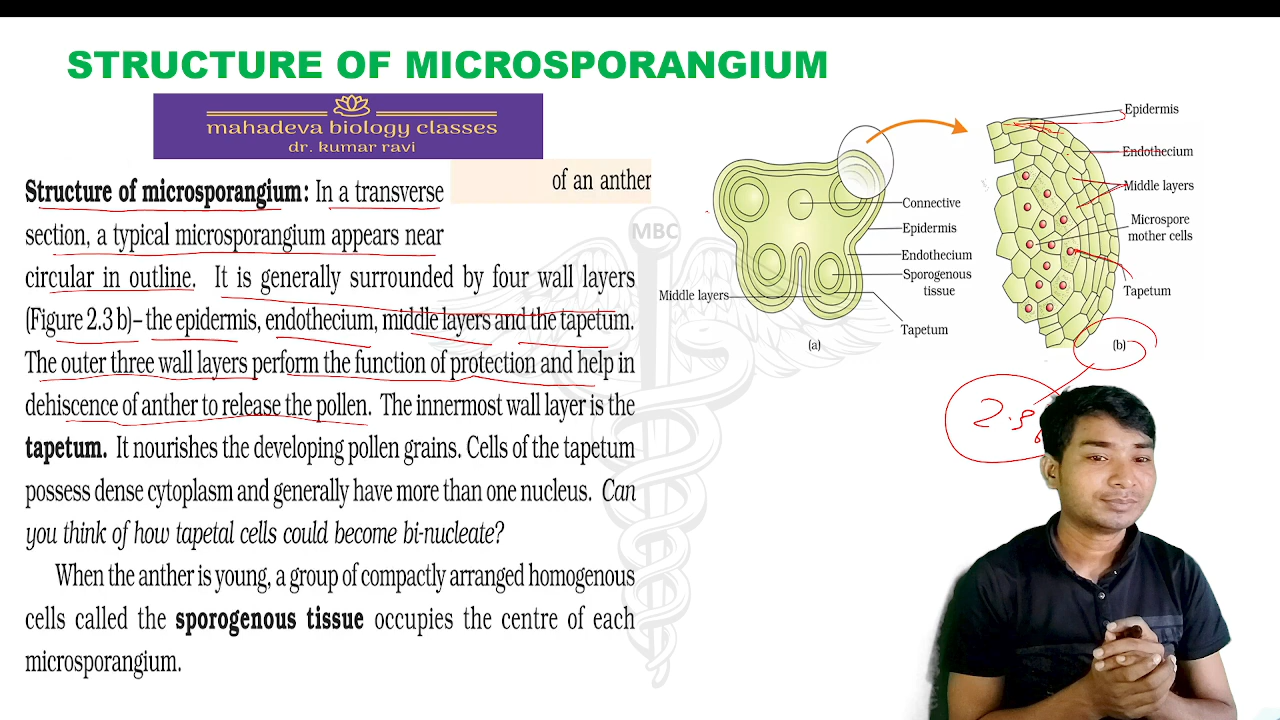 STRUCTURE OF MICROSPORANGIUM
mahadeva biology classes
dr. kumar ravi
of an anther
Structure of microsporangium: In a transverse
section, a typical microsporangium appears near
circular in outline. It is generally surrounded by four wall layers
(Figure 2.3 b)– the epidermis, endothecium, middle layers and the tapetum.
The outer three wall layers perform the function of protection and help in
dehiscence of anther to release the pollen. The innermost wall layer is the
tapetum. It nourishes the developing pollen grains. Cells of the tapetum
possess dense cytoplasm and generally have more than one nucleus. Can
you think of how tapetal cells could become bi-nucleate?
When the anther is young, a group of compactly arranged homogenous
cells called the sporogenous tissue occupies the centre of each
microsporangium.
MBC
Connective
Epidermis
Endothecium
Sporogenous
tissue
Middle layers
Tapetum
(a)
Epidermis
Endothecium
Middle layers
Microspore
mother cells
Tapetum
(b)